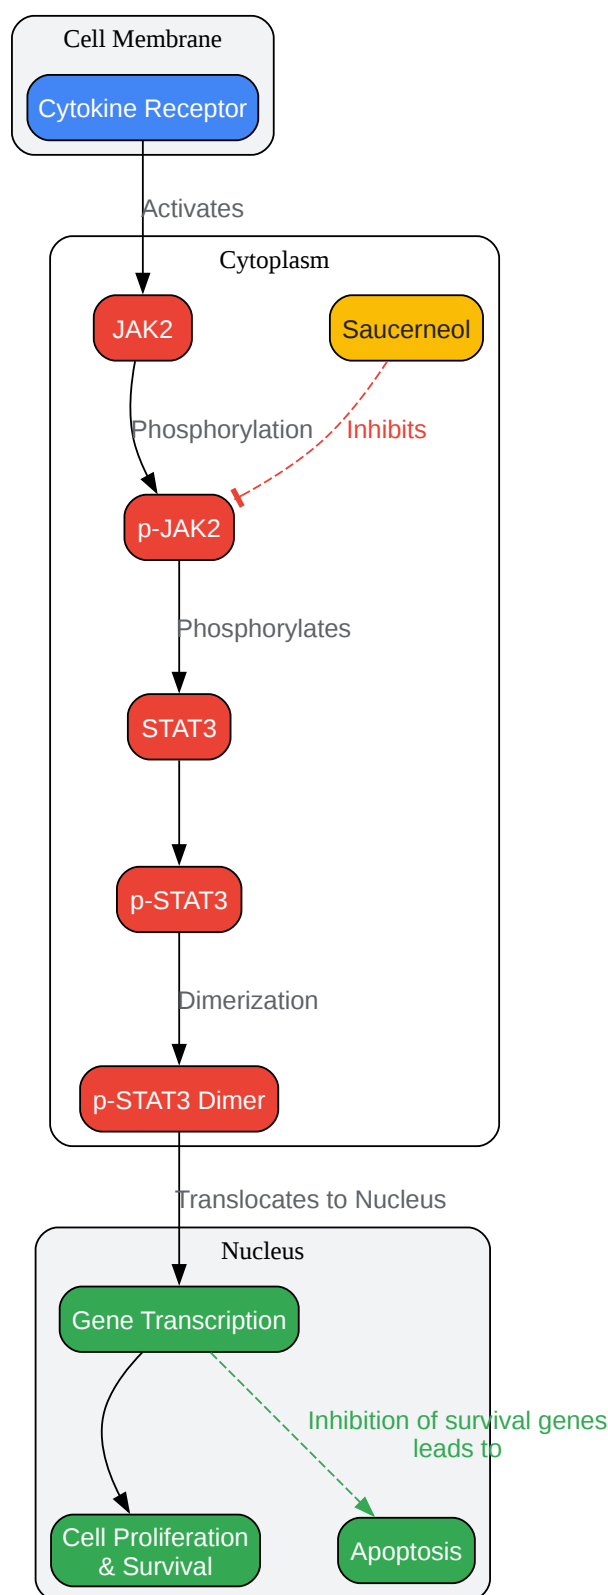 Cell Membrane
Cytokine Receptor
Activates
Cytoplasm
JAK2
Saucerneol
Phosphorylation
Inhibits
p-JAK2
Phosphorylates
STAT3
p-STAT3
Dimerization
p-STAT3 Dimer
Translocates to Nucleus
Nucleus
Gene Transcription
Inhibition of survival genes
leads to
Cell Proliferation
& Survival
Apoptosis